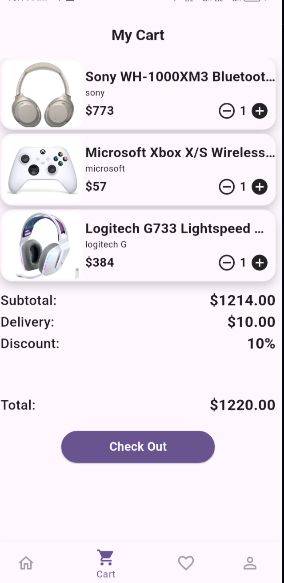 My Cart
Sony WH-1000XM3 Bluetoot...
sony
$773
1
Microsoft Xbox X/S Wireless...
microsoft
$57
1
Logitech G733 Lightspeed ...
logitech G
$384
1
Subtotal: $1214.00
Delivery: $10.00
Discount: 10%
Total: $1220.00
Check Out
Cart